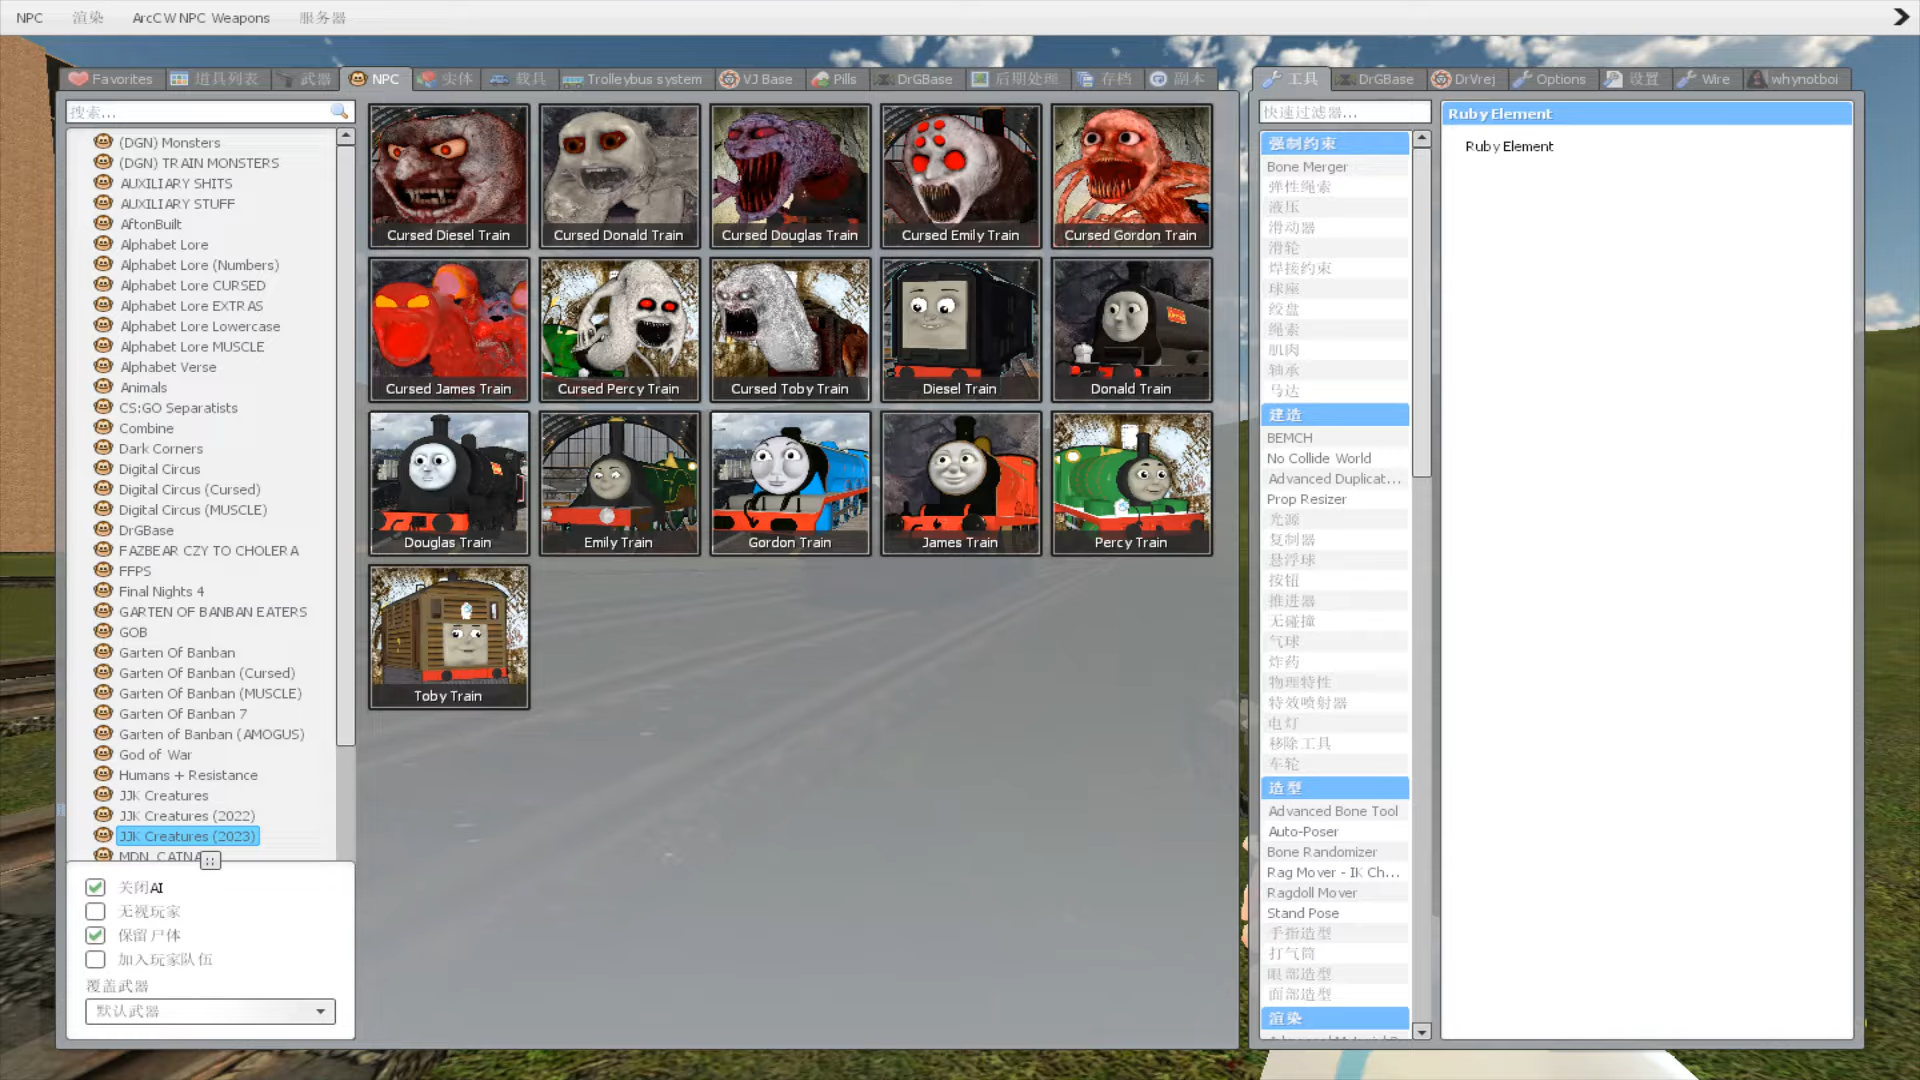 NPC 渲染 ArcCW NPC Weapons 服务器
Favorites 道具列表 武器 NPC 实体 载具 Trolleybus system VJ Base Pills DrGBase 后期处理 存档 副本
搜索...
(DGN) Monsters
(DGN) TRAIN MONSTERS
AUXILIARY SHITS
AUXILIARY STUFF
AftonBuilt
Alphabet Lore
Alphabet Lore (Numbers)
Alphabet Lore CURSED
Alphabet Lore EXTRAS
Alphabet Lore Lowercase
Alphabet Lore MUSCLE
Alphabet Verse
Animals
CS:GO Separatists
Combine
Dark Corners
Digital Circus
Digital Circus (Cursed)
Digital Circus (MUSCLE)
DrGBase
FAZBEAR CZY TO CHOLERA
FFPS
Final Nights 4
GARTEN OF BANBAN EATERS
GOB
Garten Of Banban
Garten Of Banban (Cursed)
Garten Of Banban (MUSCLE)
Garten Of Banban 7
Garten of Banban (AMOGUS)
God of War
Humans + Resistance
JJK Creatures
JJK Creatures (2022)
JJK Creatures (2023)
MDN CATNA
关闭AI
无视玩家
保留尸体
加入玩家队伍
覆盖武器
默认武器
Cursed Diesel Train Cursed Donald Train Cursed Douglas Train Cursed Emily Train Cursed Gordon Train
Cursed James Train Cursed Percy Train Cursed Toby Train Diesel Train Donald Train
Douglas Train Emily Train Gordon Train James Train Percy Train
Toby Train
工具 DrGBase DrVrej Options 设置 Wire whynotboi
快速过滤器...
强制约束
Bone Merger
弹性绳索
液压
滑动器
滑轮
焊接约束
球座
绞盘
绳索
肌肉
轴承
马达
建造
BEMCH
No Collide World
Advanced Duplicat...
Prop Resizer
光源
复制器
悬浮球
按钮
推进器
无碰撞
气球
炸药
物理特性
特效喷射器
电灯
移除工具
车轮
造型
Advanced Bone Tool
Auto-Poser
Bone Randomizer
Rag Mover - IK Ch...
Ragdoll Mover
Stand Pose
手指造型
打气筒
眼部造型
面部造型
渲染
Ruby Element
Ruby Element